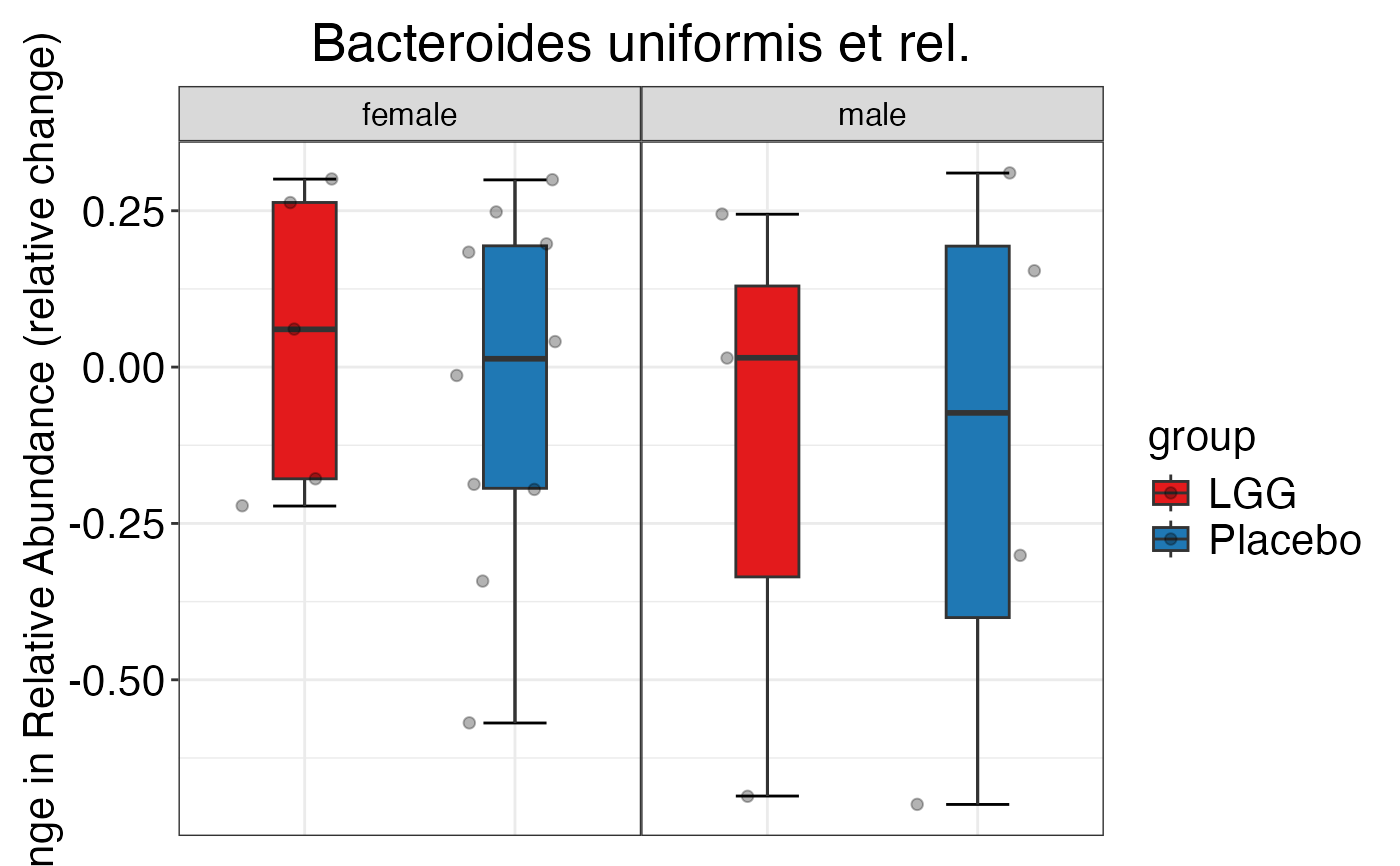 Bacteroides uniformis et rel.
female
male
in Relative Abundance (relative change)
0.25
0.00
-0.25
-0.50
group
LGG
Placebo